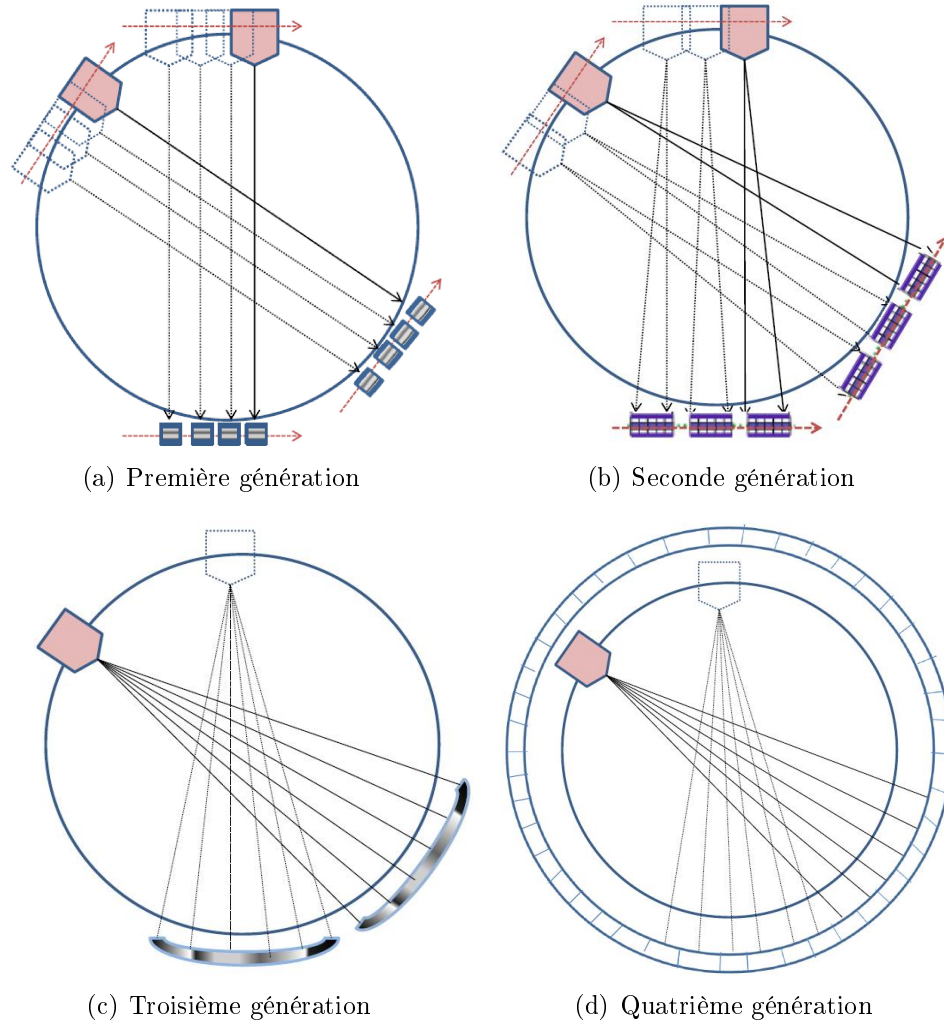 (a) Première génération
(b) Seconde génération
(c) Troisième génération
(d) Quatrième génération